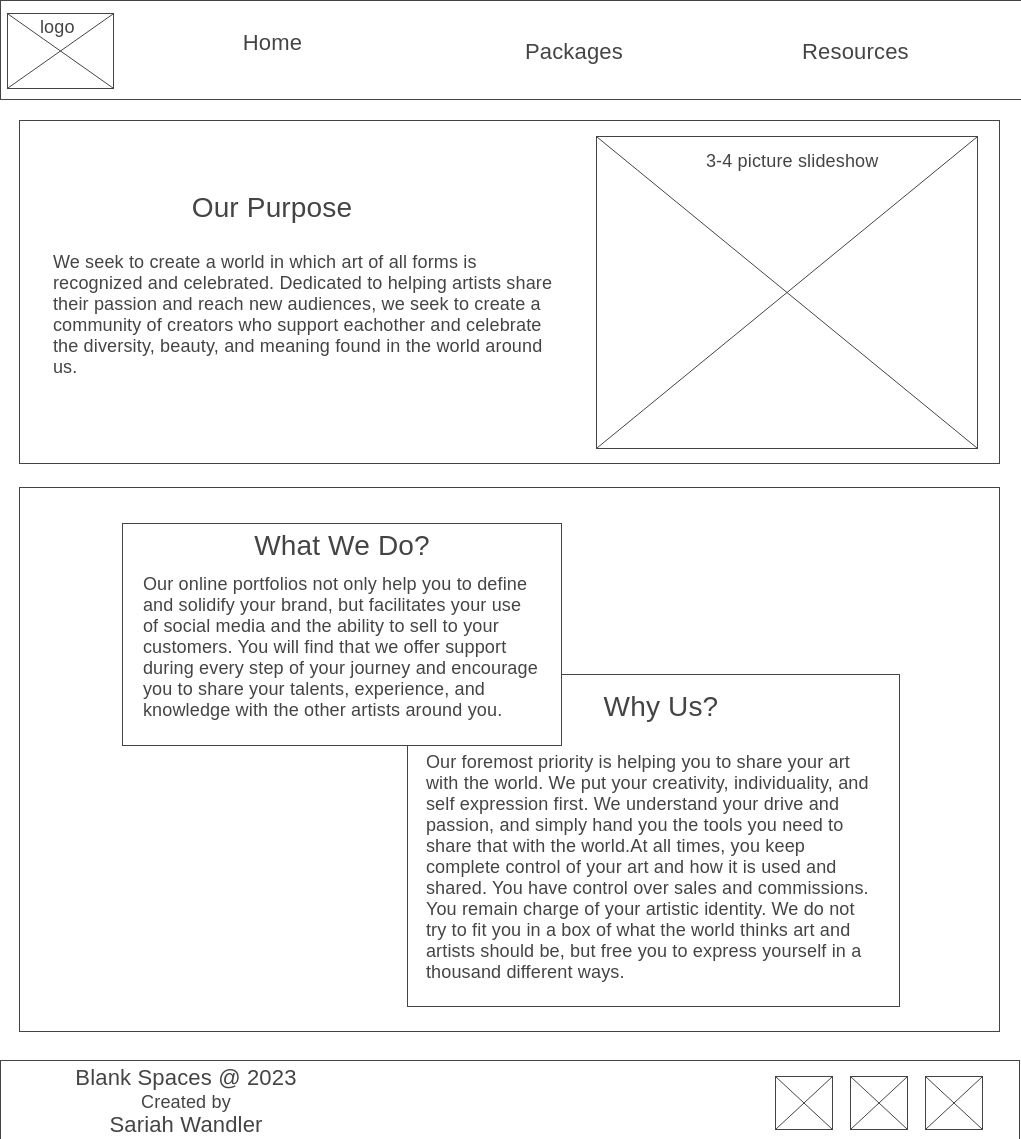 logo
Home
Packages
Resources
Our Purpose
We seek to create a world in which art of all forms is
recognized and celebrated. Dedicated to helping artists share
their passion and reach new audiences, we seek to create a
community of creators who support eachother and celebrate
the diversity, beauty, and meaning found in the world around
us.
3-4 picture slideshow
What We Do?
Our online portfolios not only help you to define
and solidify your brand, but facilitates your use
of social media and the ability to sell to your
customers. You will find that we offer support
during every step of your journey and encourage
you to share your talents, experience, and
knowledge with the other artists around you.
Why Us?
Our foremost priority is helping you to share your art
with the world. We put your creativity, individuality, and
self expression first. We understand your drive and
passion, and simply hand you the tools you need to
share that with the world.At all times, you keep
complete control of your art and how it is used and
shared. You have control over sales and commissions.
You remain charge of your artistic identity. We do not
try to fit you in a box of what the world thinks art and
artists should be, but free you to express yourself in a
thousand different ways.
Blank Spaces @ 2023
Created by
Sariah Wandler